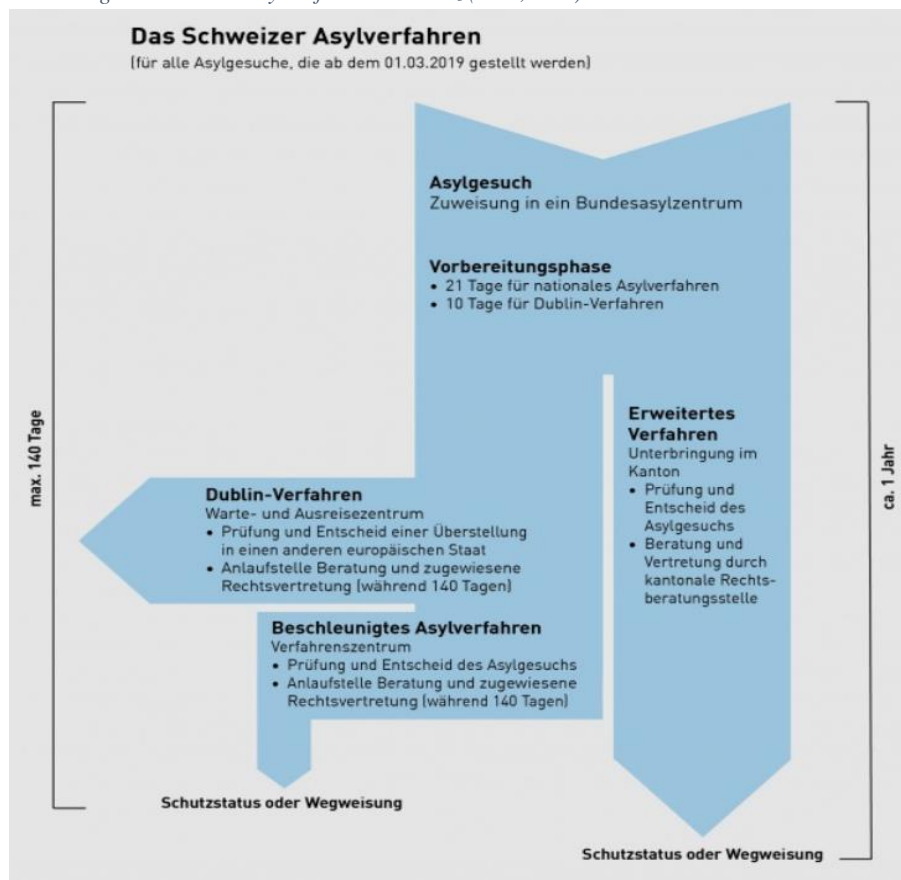 Das Schweizer Asylverfahren
(für alle Asylgesuche, die ab dem 01.03.2019 gestellt werden)
Asylgesuch
Zuweisung in ein Bundesasylzentrum
Vorbereitungsphase
• 21 Tage für nationales Asylverfahren
• 10 Tage für Dublin-Verfahren
max. 140 Tage
Dublin-Verfahren
Warte- und Ausreisezentrum
• Prüfung und Entscheid einer Überstellung
in einen anderen europäischen Staat
• Anlaufstelle Beratung und zugewiesene
Rechtsvertretung (während 140 Tagen)
Beschleunigtes Asylverfahren
Verfahrenszentrum
• Prüfung und Entscheid des Asylgesuchs
• Anlaufstelle Beratung und zugewiesene
Rechtsvertretung (während 140 Tagen)
Schutzstatus oder Wegweisung
Erweitertes
Verfahren
Unterbringung im
Kanton
• Prüfung und
Entscheid des
Asylgesuchs
• Beratung und
Vertretung durch
kantonale Rechts-
beratungsstelle
ca. 1 Jahr
Schutzstatus oder Wegweisung